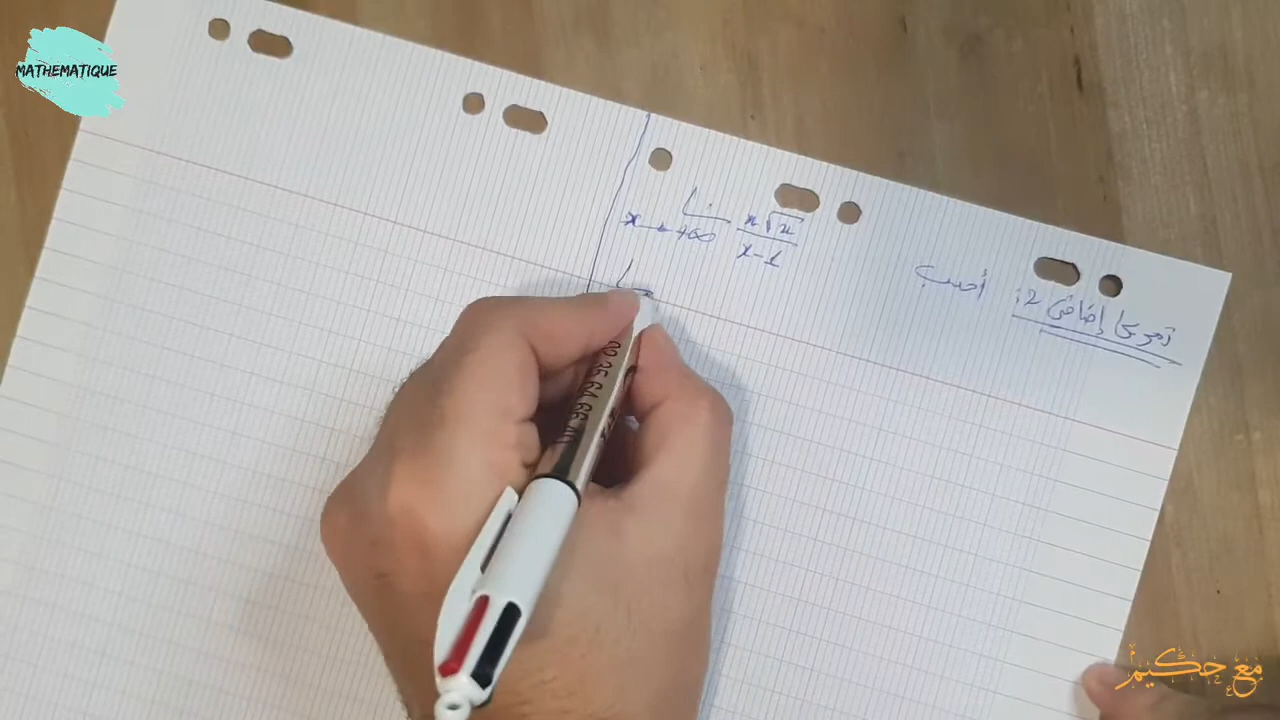 MATHEMATIQUE
تمرين إضافي 2: أحسب
lim x→+∞ x√x / x-1
مع حكيم